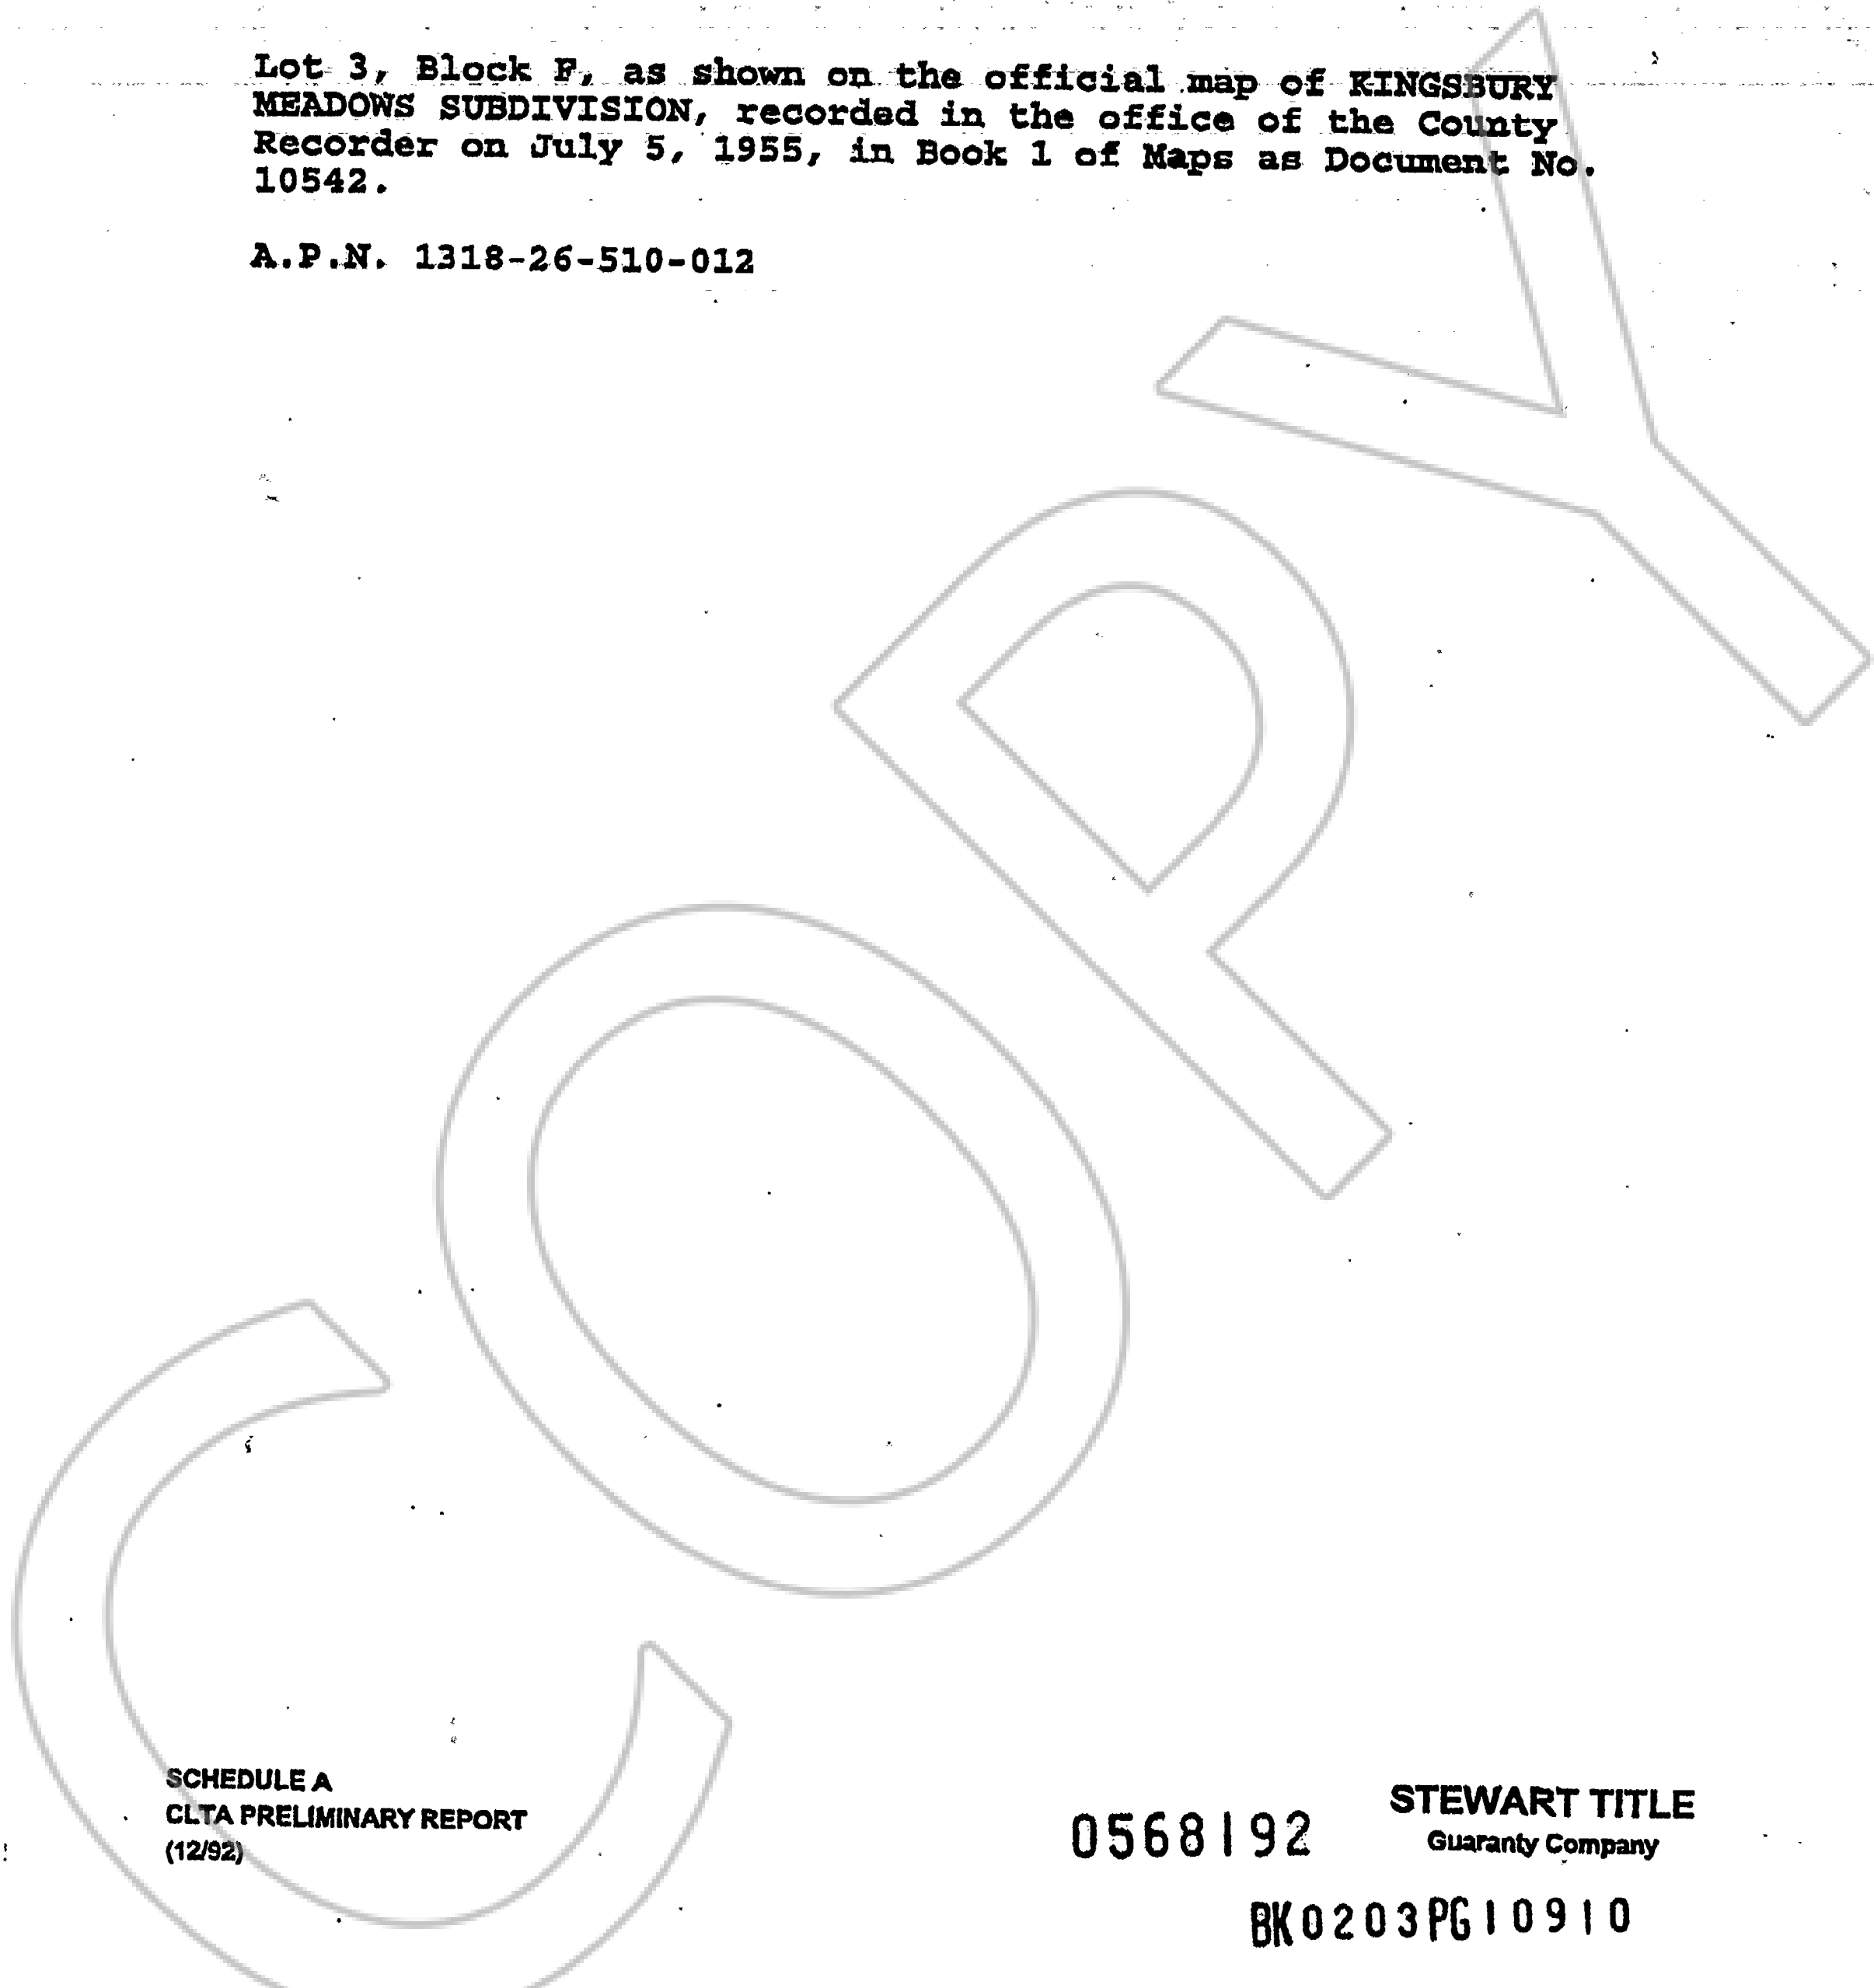 Lot 3, Block F, as shown on the official map of KINGSBURY
MEADOWS SUBDIVISION, recorded in the office of the County
Recorder on July 5, 1955, in Book 1 of Maps as Document No.
10542.
A.P.N. 1318-26-510-012
COPY
SCHEDULE A
CLTA PRELIMINARY REPORT
(12/92)
0568192
STEWART TITLE
Guaranty Company
BK0203PG10910